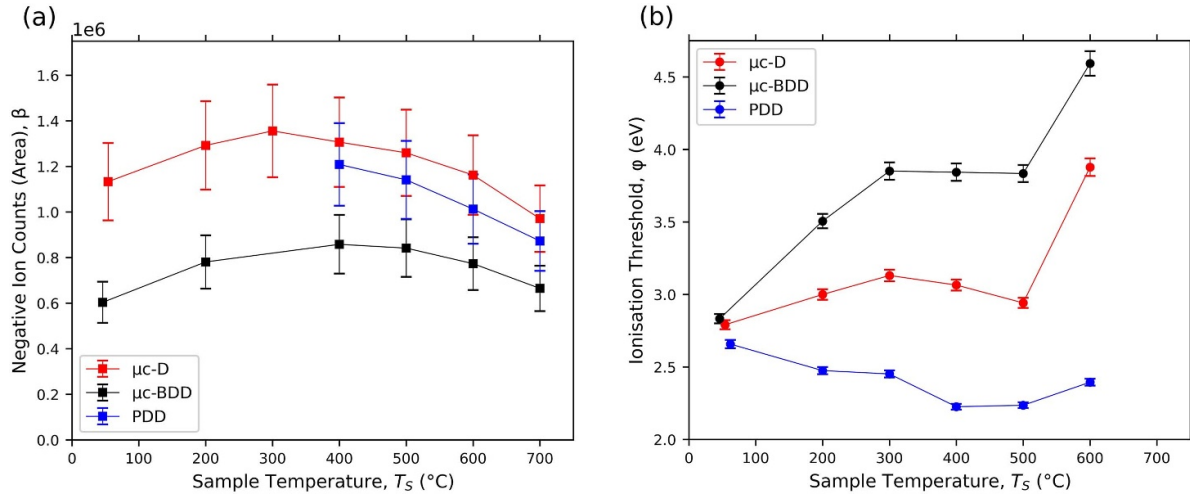 (a)
1e6
Negative Ion Counts (Area), β
1.6
1.4
1.2
1.0
0.8
0.6
0.4
0.2
0.0
μc-D
μc-BDD
PDD
0 100 200 300 400 500 600 700
Sample Temperature, T_S (°C)
(b)
Ionisation Threshold, φ (eV)
μc-D
μc-BDD
PDD
4.5
4.0
3.5
3.0
2.5
2.0
0 100 200 300 400 500 600 700
Sample Temperature, T_S (°C)